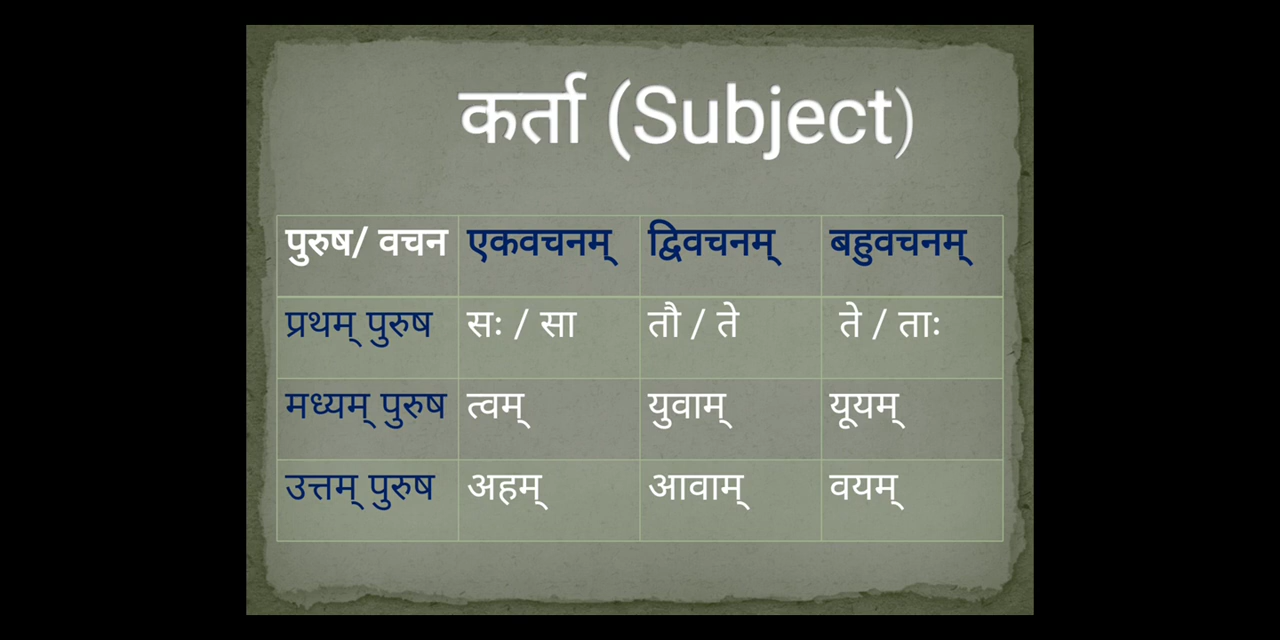 कर्ता (Subject)
पुरुष/ वचन एकवचनम् द्विवचनम् बहुवचनम्
प्रथम् पुरुष सः / सा तौ / ते ते / ताः
मध्यम् पुरुष त्वम् युवाम् यूयम्
उत्तम् पुरुष अहम् आवाम् वयम्